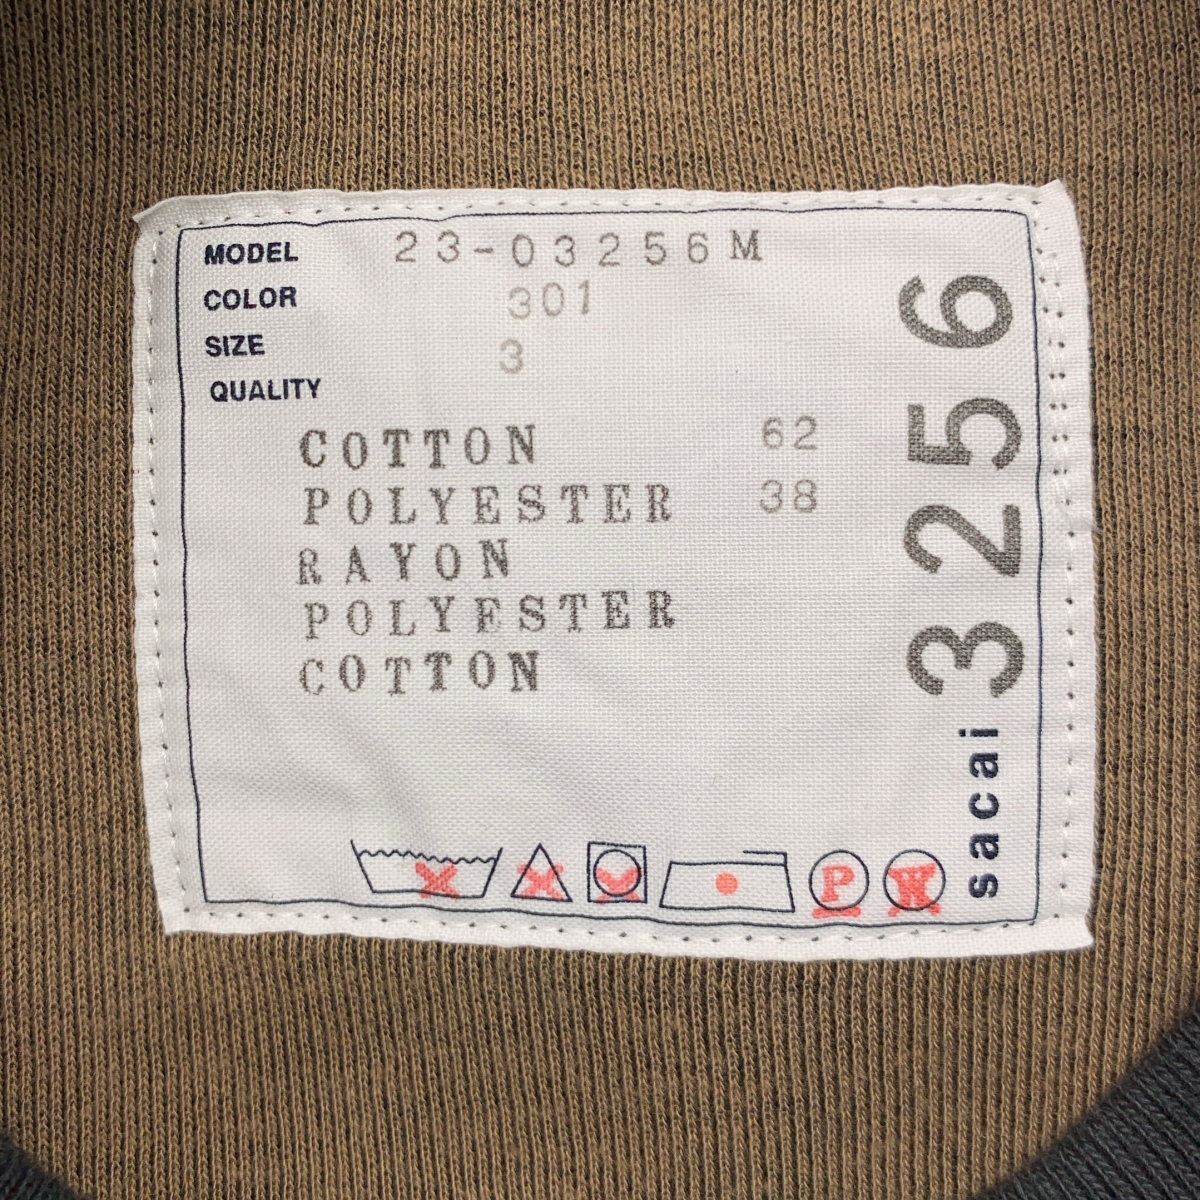 MODEL 23-03256M
COLOR 301
SIZE 3
QUALITY
COTTON 62
POLYESTER 38
RAYON
POLYESTER
COTTON
P W
sacai 3256